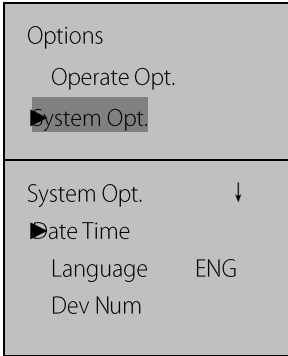 Options
Operate Opt.
System Opt.
System Opt. ↓
Date Time
Language ENG
Dev Num